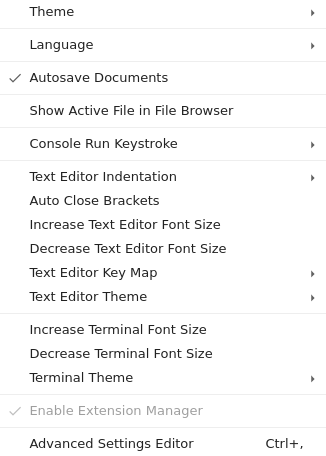 Theme
Language
Autosave Documents
Show Active File in File Browser
Console Run Keystroke
Text Editor Indentation
Auto Close Brackets
Increase Text Editor Font Size
Decrease Text Editor Font Size
Text Editor Key Map
Text Editor Theme
Increase Terminal Font Size
Decrease Terminal Font Size
Terminal Theme
Enable Extension Manager
Advanced Settings Editor Ctrl+,